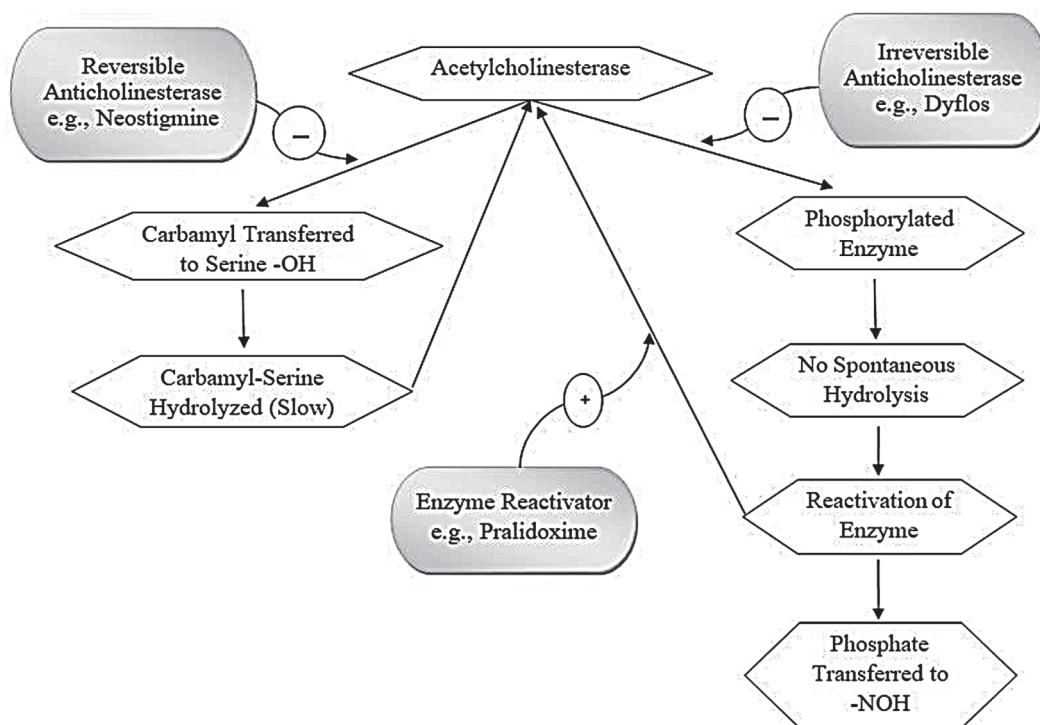 Reversible
Anticholinesterase
e.g., Neostigmine
Acetylcholinesterase
Irreversible
Anticholinesterase
e.g., Dyflos
−
−
Carbamyl Transferred
to Serine -OH
Phosphorylated
Enzyme
Carbamyl-Serine
Hydrolyzed (Slow)
No Spontaneous
Hydrolysis
+
Enzyme Reactivator
e.g., Pralidoxime
Reactivation of
Enzyme
Phosphate
Transferred to
-NOH